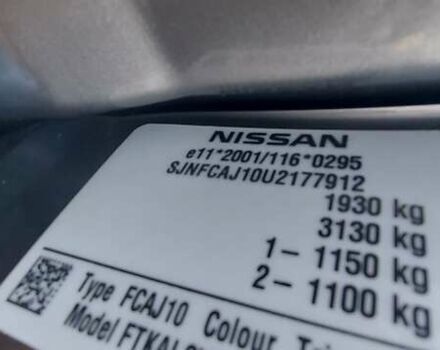 NISSAN
e11*2001/116*0295
SJNFCAJ10U2177912
1930 kg
3130 kg
1- 1150 kg
2- 1100 kg
Type FCAJ10 Colour
Model